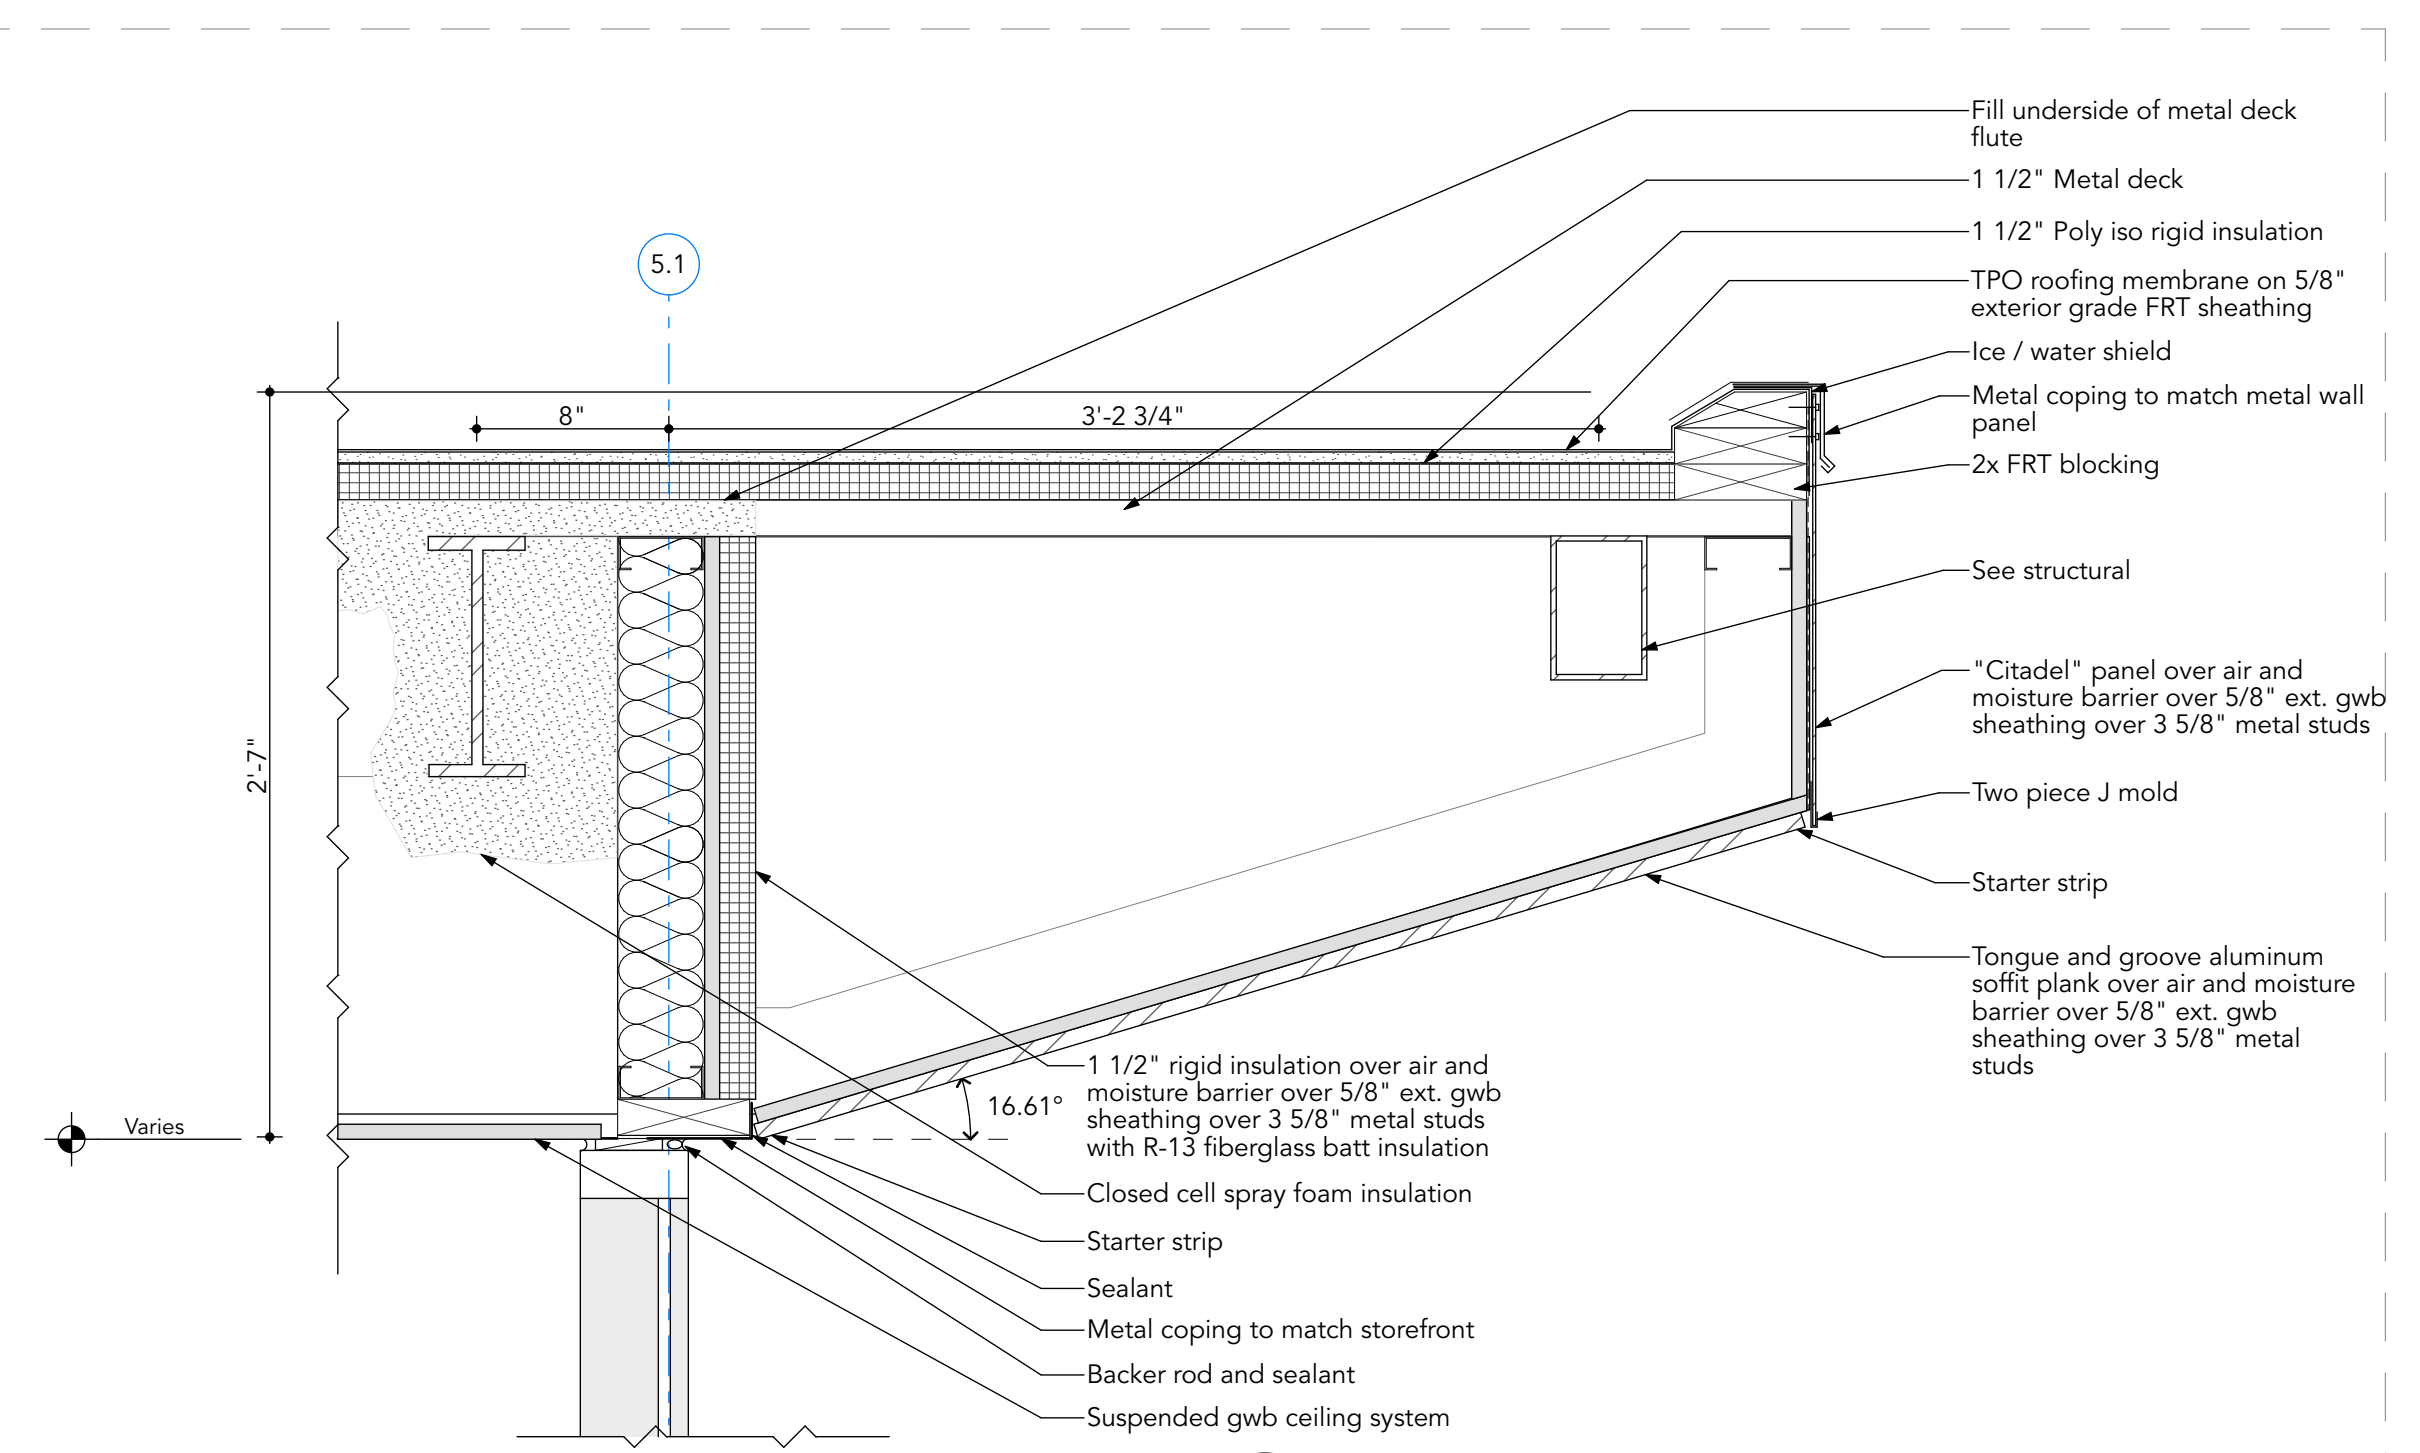 Fill underside of metal deck
flute
1 1/2" Metal deck
1 1/2" Poly iso rigid insulation
5.1
TPO roofing membrane on 5/8"
exterior grade FRT sheathing
Ice / water shield
Metal coping to match metal wall
panel
8"
3'-2 3/4"
2x FRT blocking
See structural
"Citadel" panel over air and
moisture barrier over 5/8" ext. gwb
sheathing over 3 5/8" metal studs
2'-7"
Two piece J mold
Starter strip
Tongue and groove aluminum
soffit plank over air and moisture
barrier over 5/8" ext. gwb
sheathing over 3 5/8" metal
studs
1 1/2" rigid insulation over air and
moisture barrier over 5/8" ext. gwb
sheathing over 3 5/8" metal studs
with R-13 fiberglass batt insulation
16.61°
Varies
Closed cell spray foam insulation
Starter strip
Sealant
Metal coping to match storefront
Backer rod and sealant
Suspended gwb ceiling system